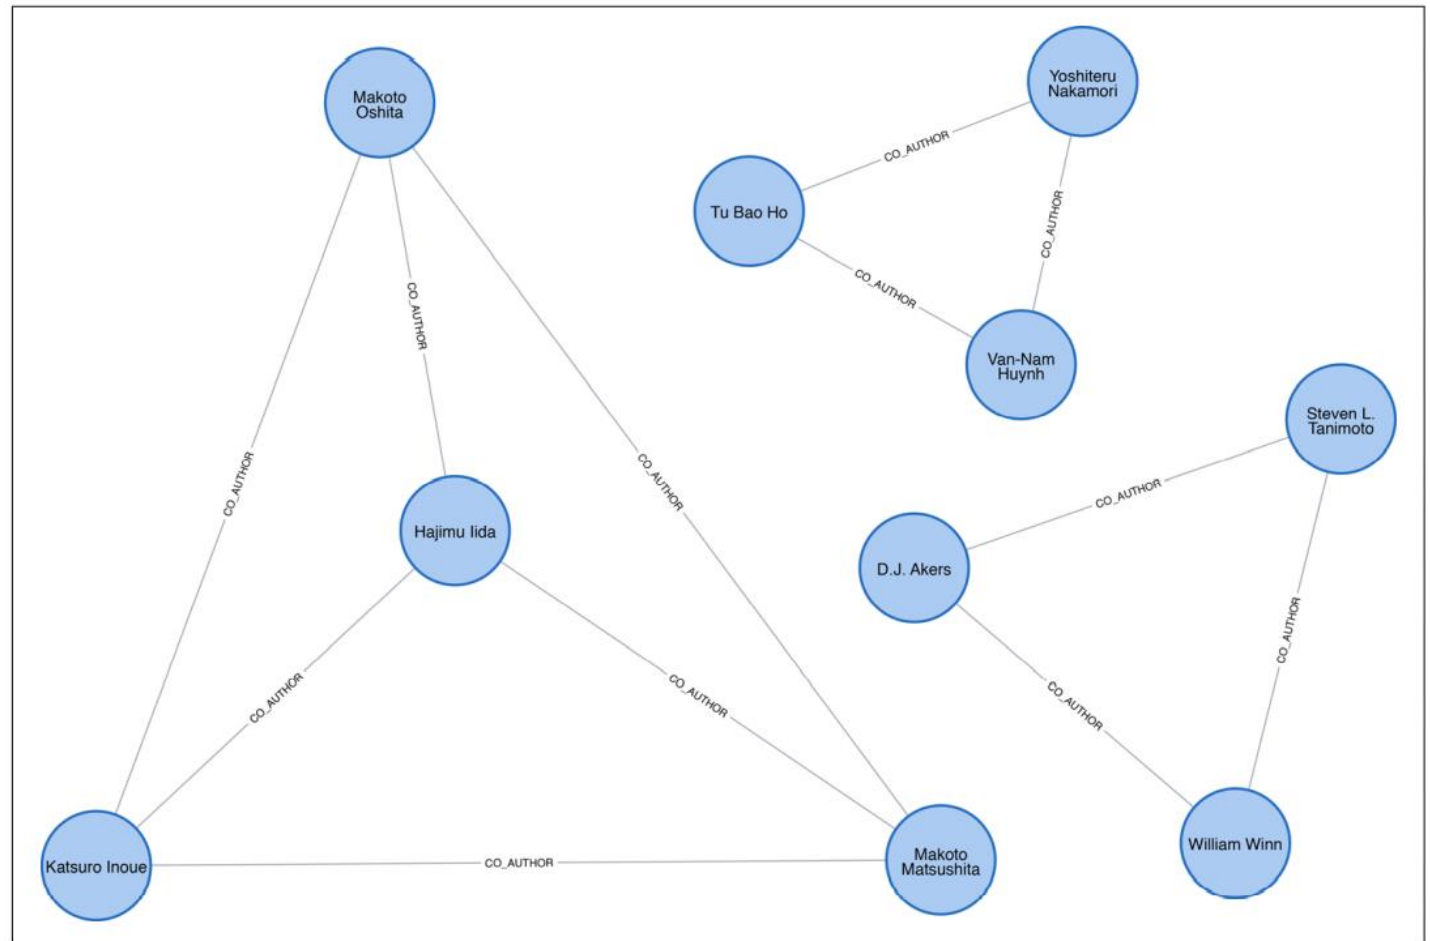 Makoto
Oshita
Yoshiteru
Nakamori
CO_AUTHOR
Tu Bao Ho
CO_AUTHOR
CO_AUTHOR
CO_AUTHOR
Van-Nam
Huynh
Steven L.
Tanimoto
CO_AUTHOR
CO_AUTHOR
CO_AUTHOR
Hajimu Iida
D.J. Akers
CO_AUTHOR
CO_AUTHOR
CO_AUTHOR
CO_AUTHOR
William Winn
Katsuro Inoue
CO_AUTHOR
Makoto
Matsushita